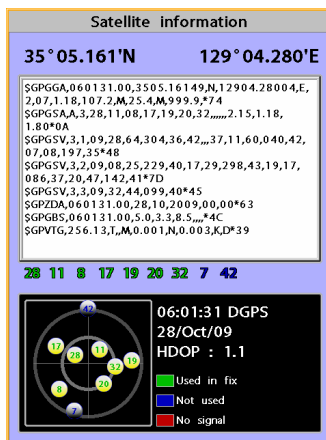 Satellite information
35°05.161'N 129°04.280'E
$GPGGA,060131.00,3505.16149,N,12904.28004,E,
2,07,1.18,107.2,M,25.4,M,999.9,*74
$GPGSA,A,3,28,11,08,17,19,20,32,,,,,,2.15,1.18,
1.80*0A
$GPGSV,3,1,09,28,64,304,36,42,,,37,11,60,040,42,
07,08,197,35*48
$GPGSV,3,2,09,08,25,229,40,17,29,298,43,19,17,
086,37,20,47,142,41*7D
$GPGSV,3,3,09,32,44,099,40*45
$GPZDA,060131.00,28,10,2009,00,00*63
$GPGBS,060131.00,5.0,3.3,8.5,,,,*4C
$GPVTG,256.13,T,,M,0.001,N,0.003,K,D*39
28 11 8 17 19 20 32 7 42
42
17
28
11
19
32
20
8
7
06:01:31 DGPS
28/Oct/09
HDOP : 1.1
Used in fix
Not used
No signal